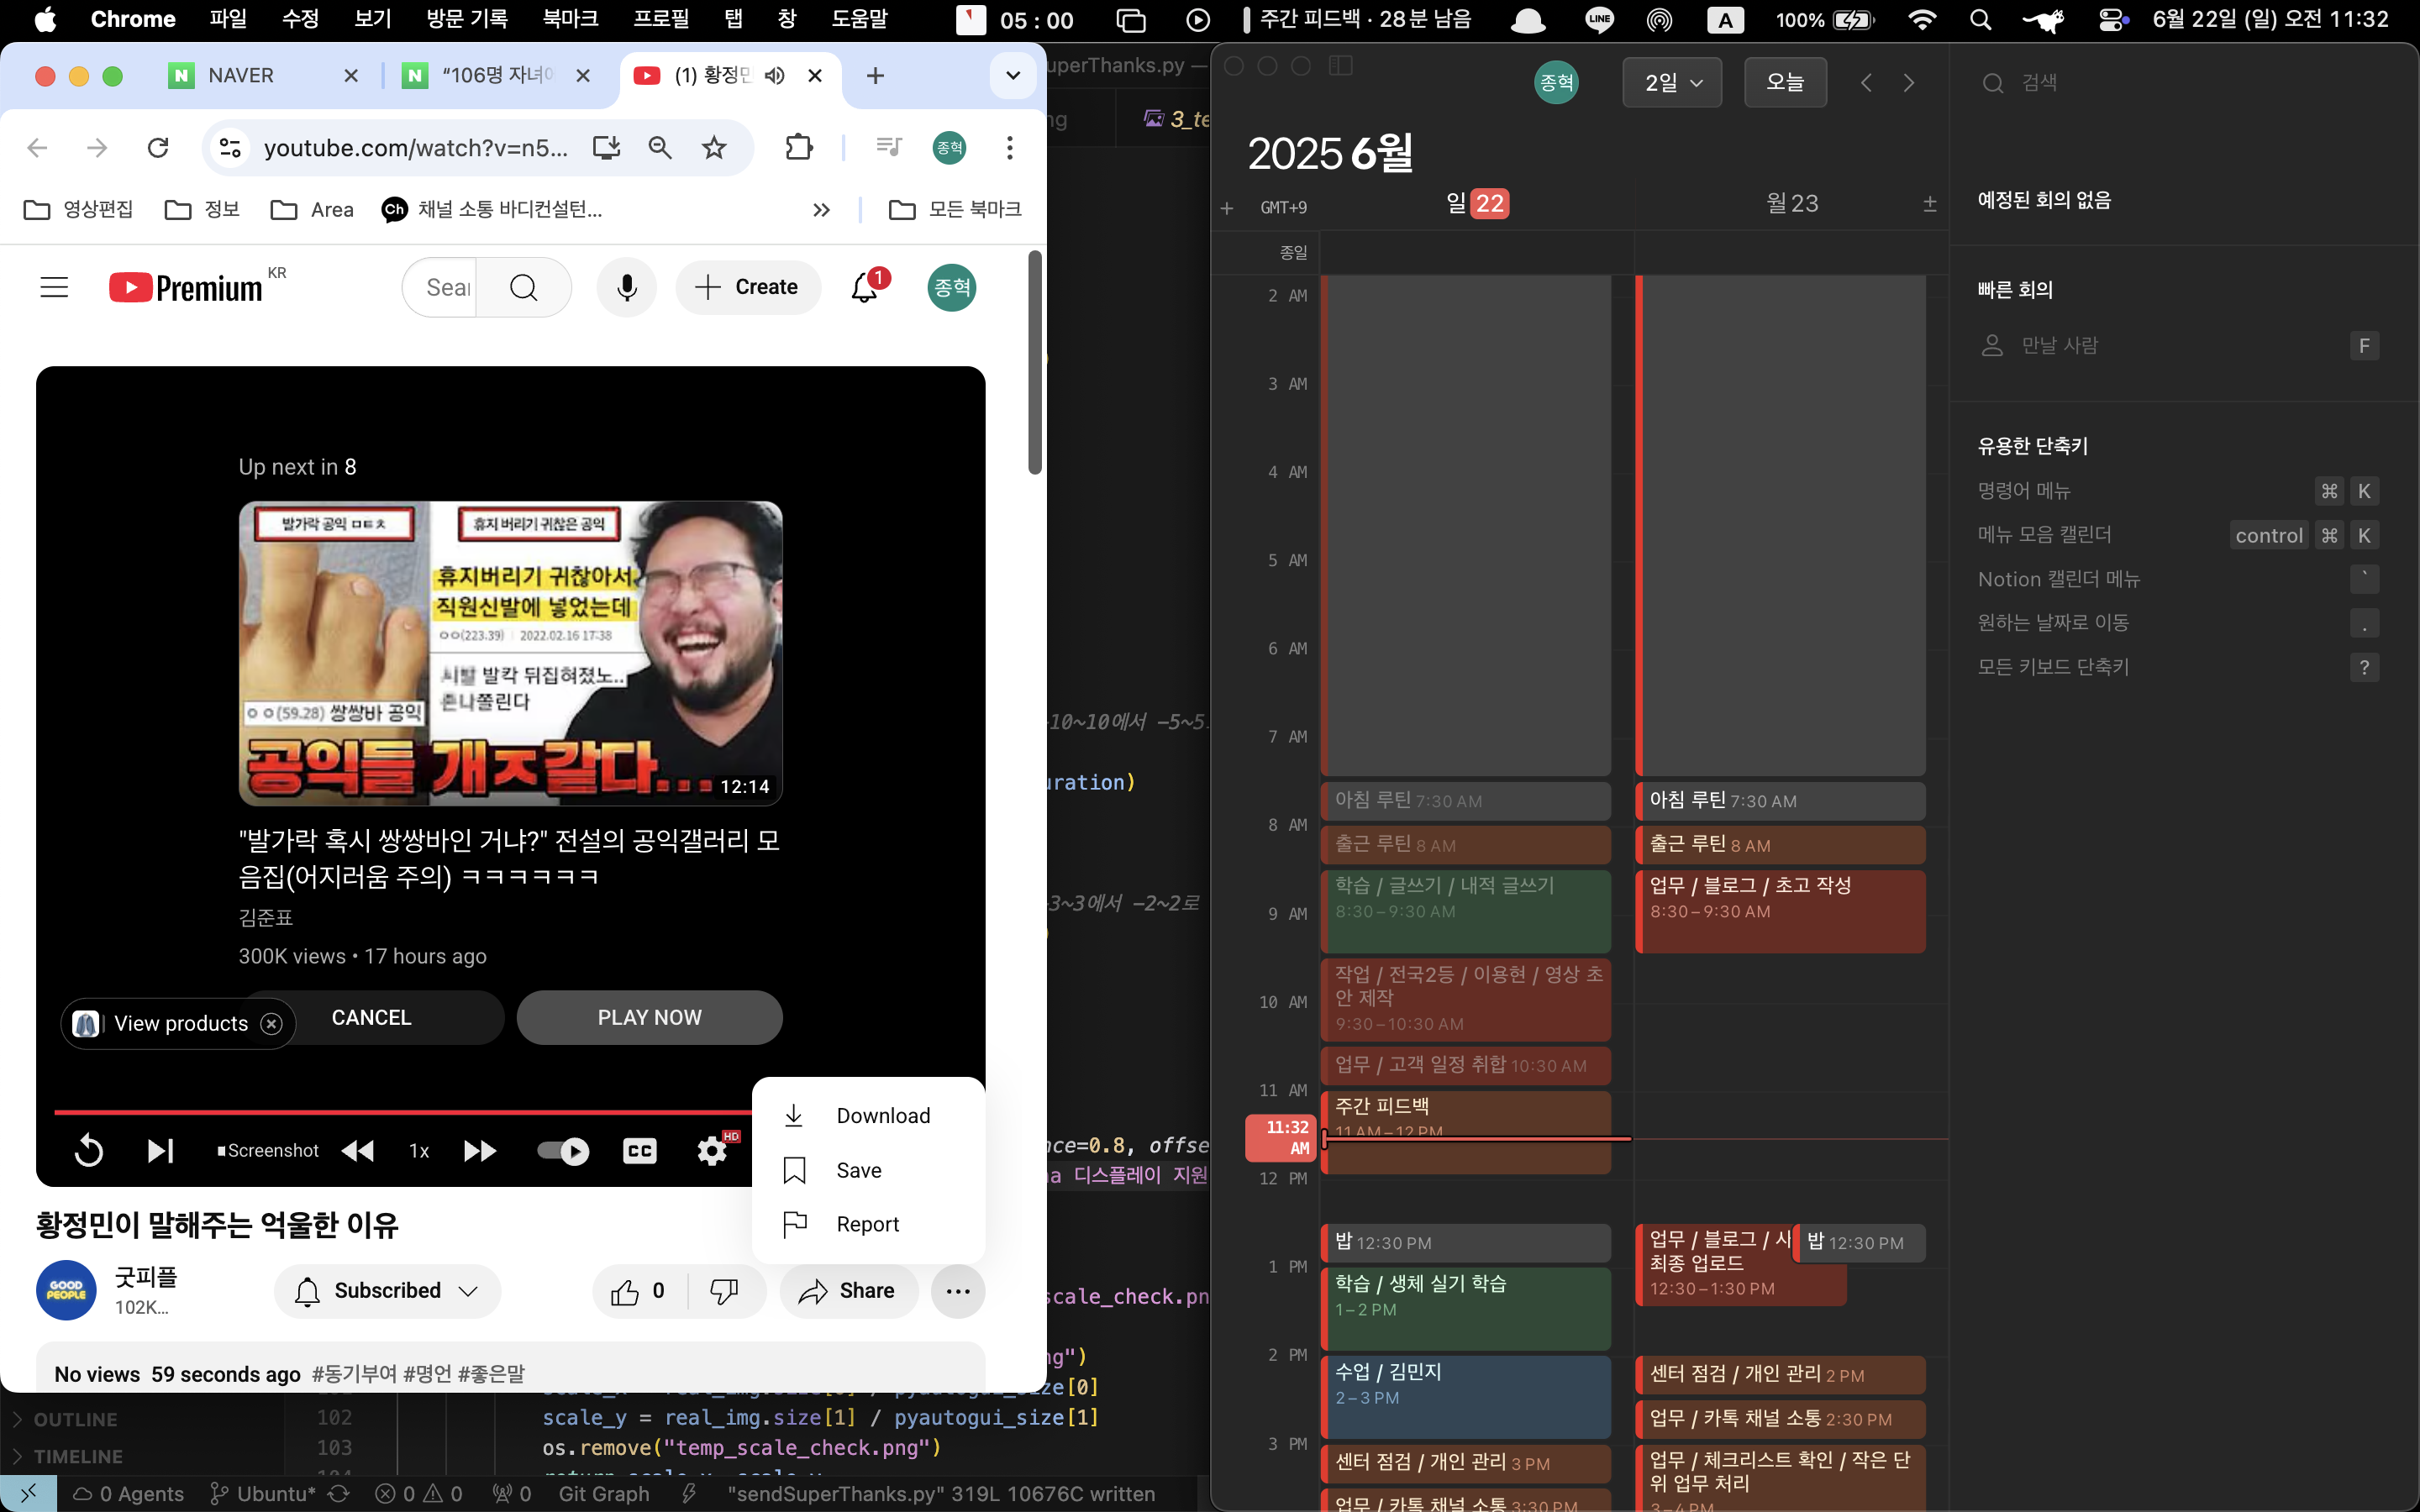 Chrome 파일 수정 보기 방문 기록 북마크 프로필 탭 창 도움말 05 : 00 주간 피드백 · 28분 남음 LINE A 100% 6월 22일 (일) 오전 11:32
NAVER
“106명 자녀
(1) 황정민
youtube.com/watch?v=n5...
종혁
영상편집 정보 Area 채널 소통 바디컨설턴... 모든 북마크
Premium KR
Sear
Create
1
종혁
Up next in 8
발가락 공익 ㅁㅌㅊ
휴지 버리기 귀찮은 공익
휴지버리기 귀찮아서
직원신발에 넣었는데
ㅇㅇ(223.39) 2022.02.16 17:38
시발 발칵 뒤집혀졌노..
존나쫄린다
ㅇㅇ(59.28) 쌍쌍바 공익
공익들 개ㅈ같다...
12:14
"발가락 혹시 쌍쌍바인 거냐?" 전설의 공익갤러리 모
음집(어지러움 주의) ㅋㅋㅋㅋㅋㅋ
김준표
300K views • 17 hours ago
View products
CANCEL
PLAY NOW
Download
Save
Report
Screenshot
1x
CC
HD
황정민이 말해주는 억울한 이유
GOOD
PEOPLE
굿피플
102K...
Subscribed
0
Share
No views 59 seconds ago #동기부여 #명언 #좋은말
uperThanks.py —
ng
3_te
10~10에서 -5~5
uration)
-3~3에서 -2~2로
nce=0.8, offse
na 디스플레이 지원
scale_check.pn
ng")
ze[0]
102 scale_y = real_img.size[1] / pyautogui_size[1]
103 os.remove("temp_scale_check.png")
OUTLINE
TIMELINE
0 Agents Ubuntu* 0 0 0 Git Graph "sendSuperThanks.py" 319L 10676C written
종혁
2일
오늘
2025 6월
GMT+9
일 22
월 23
종일
2 AM
3 AM
4 AM
5 AM
6 AM
7 AM
8 AM
9 AM
10 AM
11 AM
11:32
AM
12 PM
1 PM
2 PM
3 PM
아침 루틴 7:30 AM
출근 루틴 8 AM
학습 / 글쓰기 / 내적 글쓰기
8:30 – 9:30 AM
작업 / 전국2등 / 이용현 / 영상 초
안 제작
9:30 – 10:30 AM
업무 / 고객 일정 취합 10:30 AM
주간 피드백
11 AM – 12 PM
밥 12:30 PM
학습 / 생체 실기 학습
1 – 2 PM
수업 / 김민지
2 – 3 PM
센터 점검 / 개인 관리 3 PM
업무 / 카톡 채널 소통 3:30 PM
아침 루틴 7:30 AM
출근 루틴 8 AM
업무 / 블로그 / 초고 작성
8:30 – 9:30 AM
업무 / 블로그 / 사
최종 업로드
12:30 – 1:30 PM
밥 12:30 PM
센터 점검 / 개인 관리 2 PM
업무 / 카톡 채널 소통 2:30 PM
업무 / 체크리스트 확인 / 작은 단
위 업무 처리
3 – 4 PM
검색
예정된 회의 없음
빠른 회의
만날 사람 F
유용한 단축키
명령어 메뉴 ⌘ K
메뉴 모음 캘린더 control ⌘ K
Notion 캘린더 메뉴 `
원하는 날짜로 이동 .
모든 키보드 단축키 ?